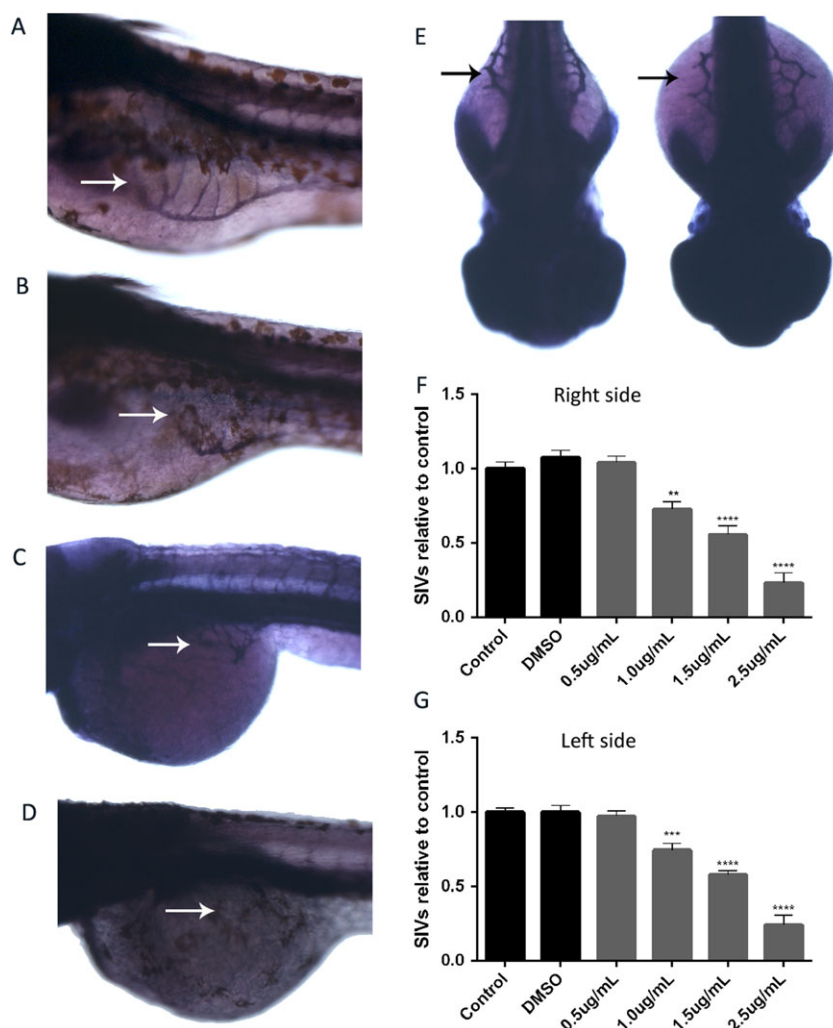 A
B
C
D
E
F
Right side
SIVs relative to control
1.5
1.0
0.5
0.0
**
****
****
Control
DMSO
0.5ug/mL
1.0ug/mL
1.5ug/mL
2.5ug/mL
G
Left side
SIVs relative to control
1.5
1.0
0.5
0.0
***
****
****
Control
DMSO
0.5ug/mL
1.0ug/mL
1.5ug/mL
2.5ug/mL